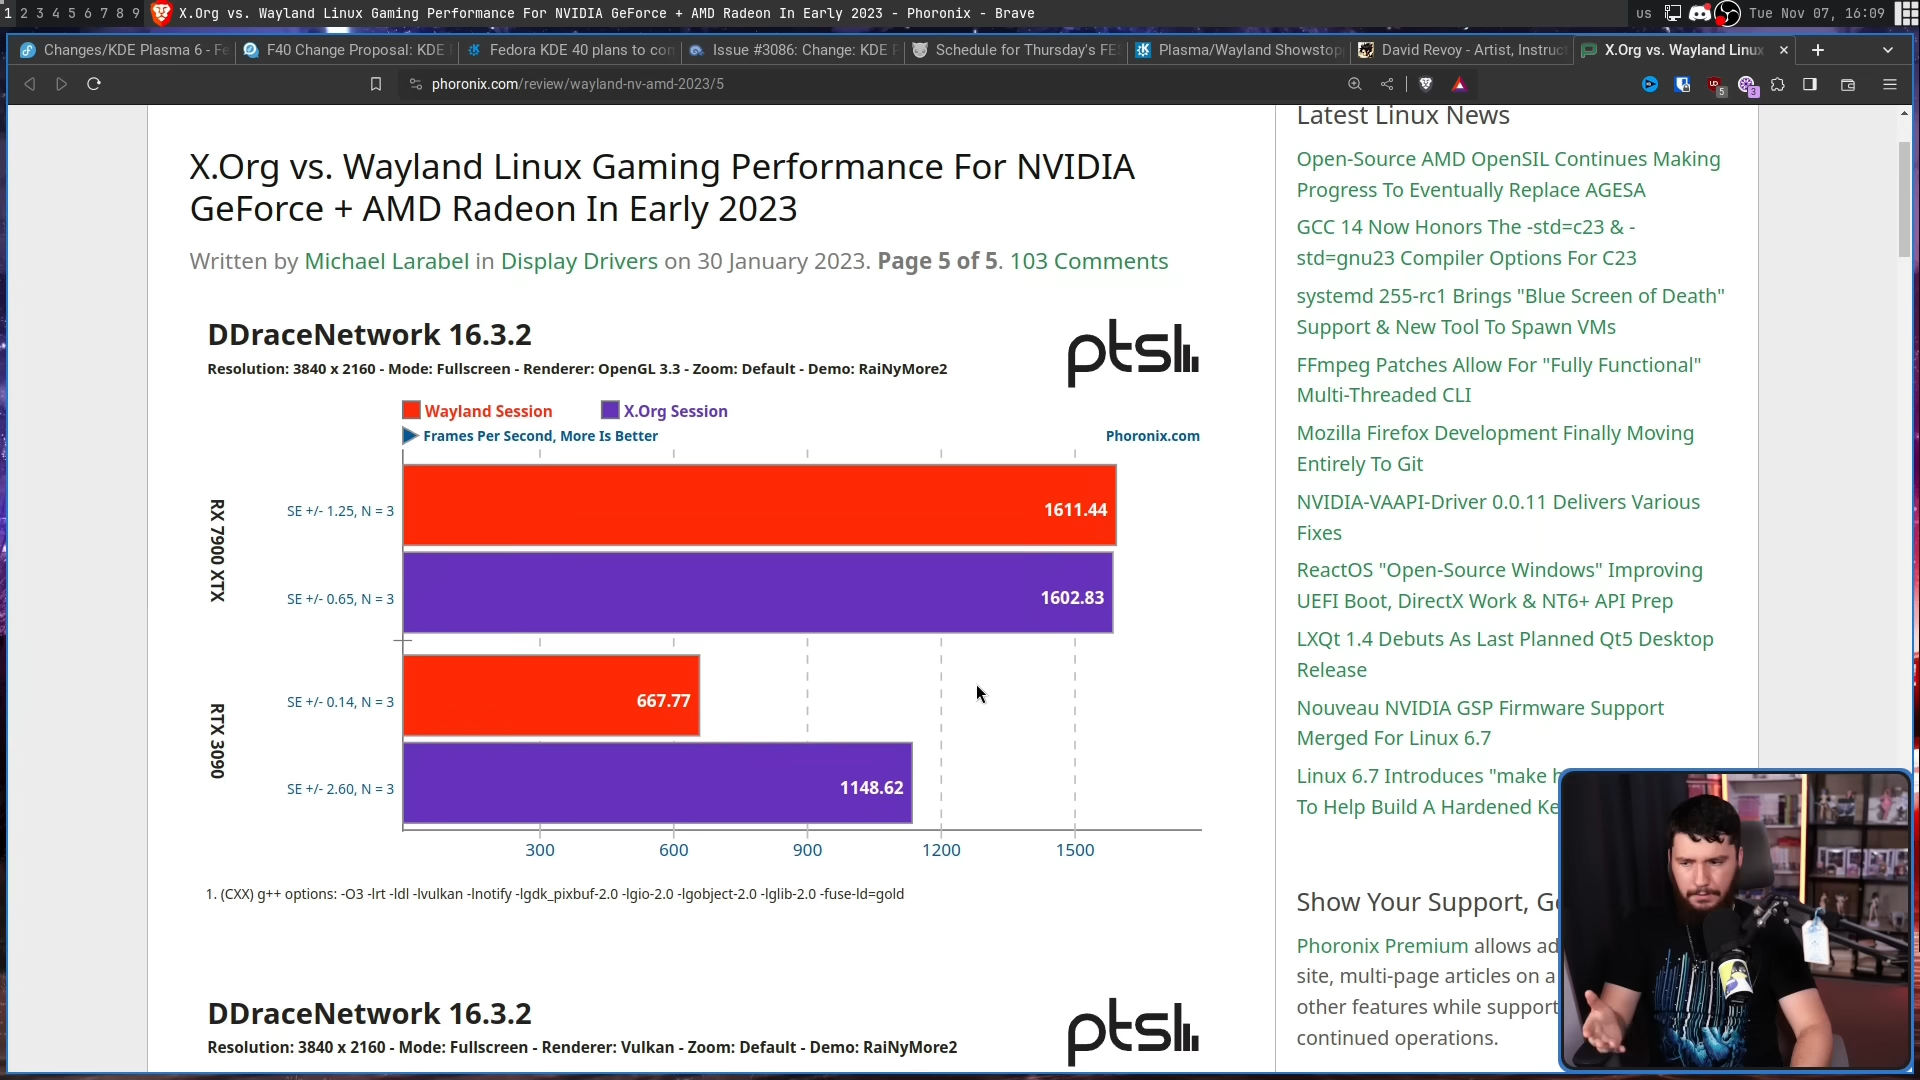 1 2 3 4 5 6 7 8 9
X.Org vs. Wayland Linux Gaming Performance For NVIDIA GeForce + AMD Radeon In Early 2023 - Phoronix - Brave
us
Tue Nov 07, 16:09
Changes/KDE Plasma 6 - Fe
F40 Change Proposal: KDE
Fedora KDE 40 plans to con
Issue #3086: Change: KDE F
Schedule for Thursday's FES
Plasma/Wayland Showstop
David Revoy - Artist, Instruct
X.Org vs. Wayland Linux
phoronix.com/review/wayland-nv-amd-2023/5
5
3
X.Org vs. Wayland Linux Gaming Performance For NVIDIA
GeForce + AMD Radeon In Early 2023
Written by Michael Larabel in Display Drivers on 30 January 2023. Page 5 of 5. 103 Comments
DDraceNetwork 16.3.2
ptsl
Resolution: 3840 x 2160 - Mode: Fullscreen - Renderer: OpenGL 3.3 - Zoom: Default - Demo: RaiNyMore2
Wayland Session
X.Org Session
Frames Per Second, More Is Better
Phoronix.com
RX 7900 XTX
SE +/- 1.25, N = 3
1611.44
SE +/- 0.65, N = 3
1602.83
RTX 3090
SE +/- 0.14, N = 3
667.77
SE +/- 2.60, N = 3
1148.62
300
600
900
1200
1500
1. (CXX) g++ options: -O3 -lrt -ldl -lvulkan -lnotify -lgdk_pixbuf-2.0 -lgio-2.0 -lgobject-2.0 -lglib-2.0 -fuse-ld=gold
DDraceNetwork 16.3.2
ptsl
Resolution: 3840 x 2160 - Mode: Fullscreen - Renderer: Vulkan - Zoom: Default - Demo: RaiNyMore2
Latest Linux News
Open-Source AMD OpenSIL Continues Making
Progress To Eventually Replace AGESA
GCC 14 Now Honors The -std=c23 & -
std=gnu23 Compiler Options For C23
systemd 255-rc1 Brings "Blue Screen of Death"
Support & New Tool To Spawn VMs
FFmpeg Patches Allow For "Fully Functional"
Multi-Threaded CLI
Mozilla Firefox Development Finally Moving
Entirely To Git
NVIDIA-VAAPI-Driver 0.0.11 Delivers Various
Fixes
ReactOS "Open-Source Windows" Improving
UEFI Boot, DirectX Work & NT6+ API Prep
LXQt 1.4 Debuts As Last Planned Qt5 Desktop
Release
Nouveau NVIDIA GSP Firmware Support
Merged For Linux 6.7
Linux 6.7 Introduces "make h
To Help Build A Hardened Ke
Show Your Support, Go
Phoronix Premium allows ad
site, multi-page articles on a
other features while support
continued operations.